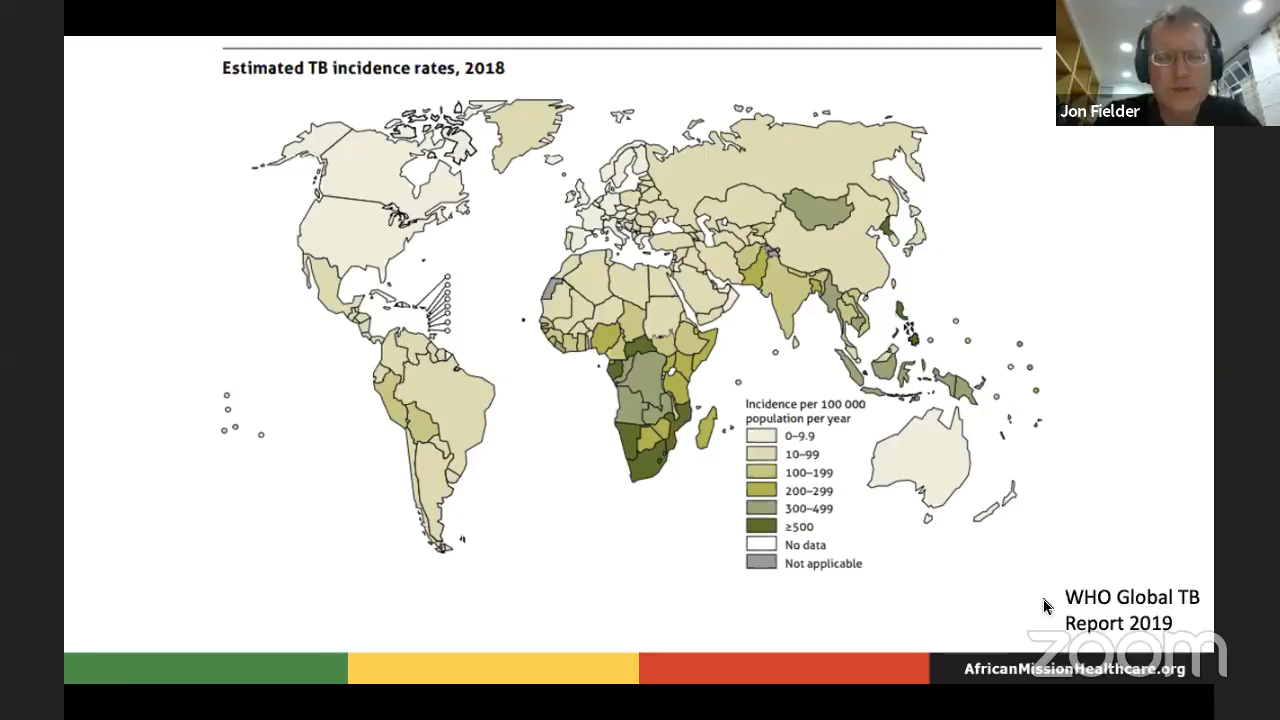 Estimated TB incidence rates, 2018
Jon Fielder
Incidence per 100 000
population per year
0–9.9
10–99
100–199
200–299
300–499
≥500
No data
Not applicable
WHO Global TB
Report 2019
zoom
AfricanMissionHealthcare.org